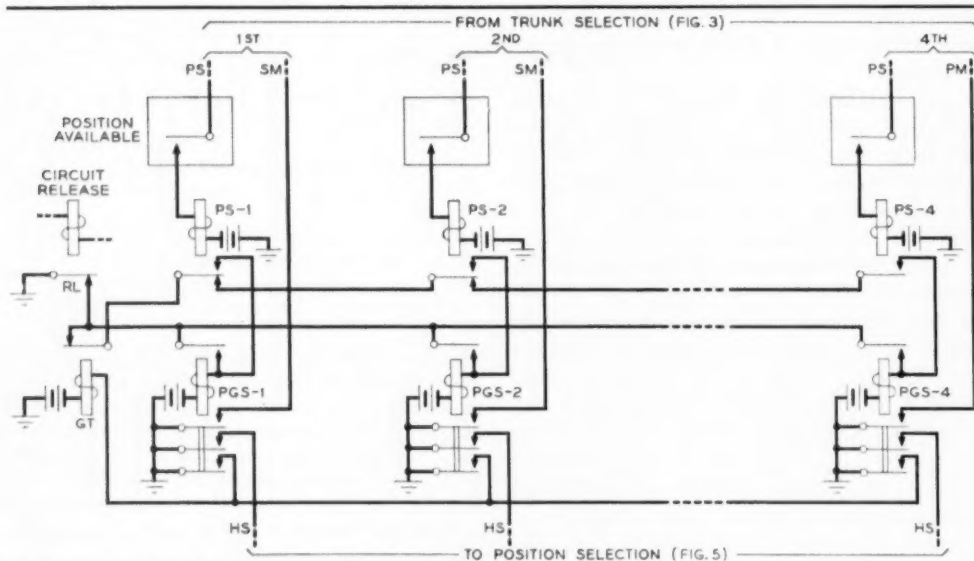 FROM TRUNK SELECTION (FIG. 3)
1ST 2ND 4TH
PS SM PS SM PS PM
POSITION
AVAILABLE
CIRCUIT
RELEASE
PS-1 PS-2 PS-4
RL
PGS-1 PGS-2 PGS-4
GT
HS HS HS
TO POSITION SELECTION (FIG. 5)